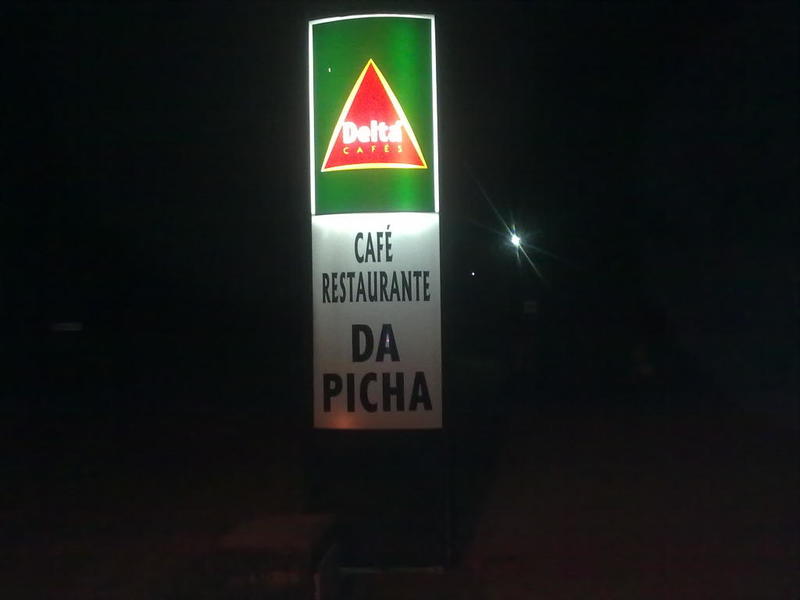 Delta
CAFÉS
CAFÉ
RESTAURANTE
DA
PICHA